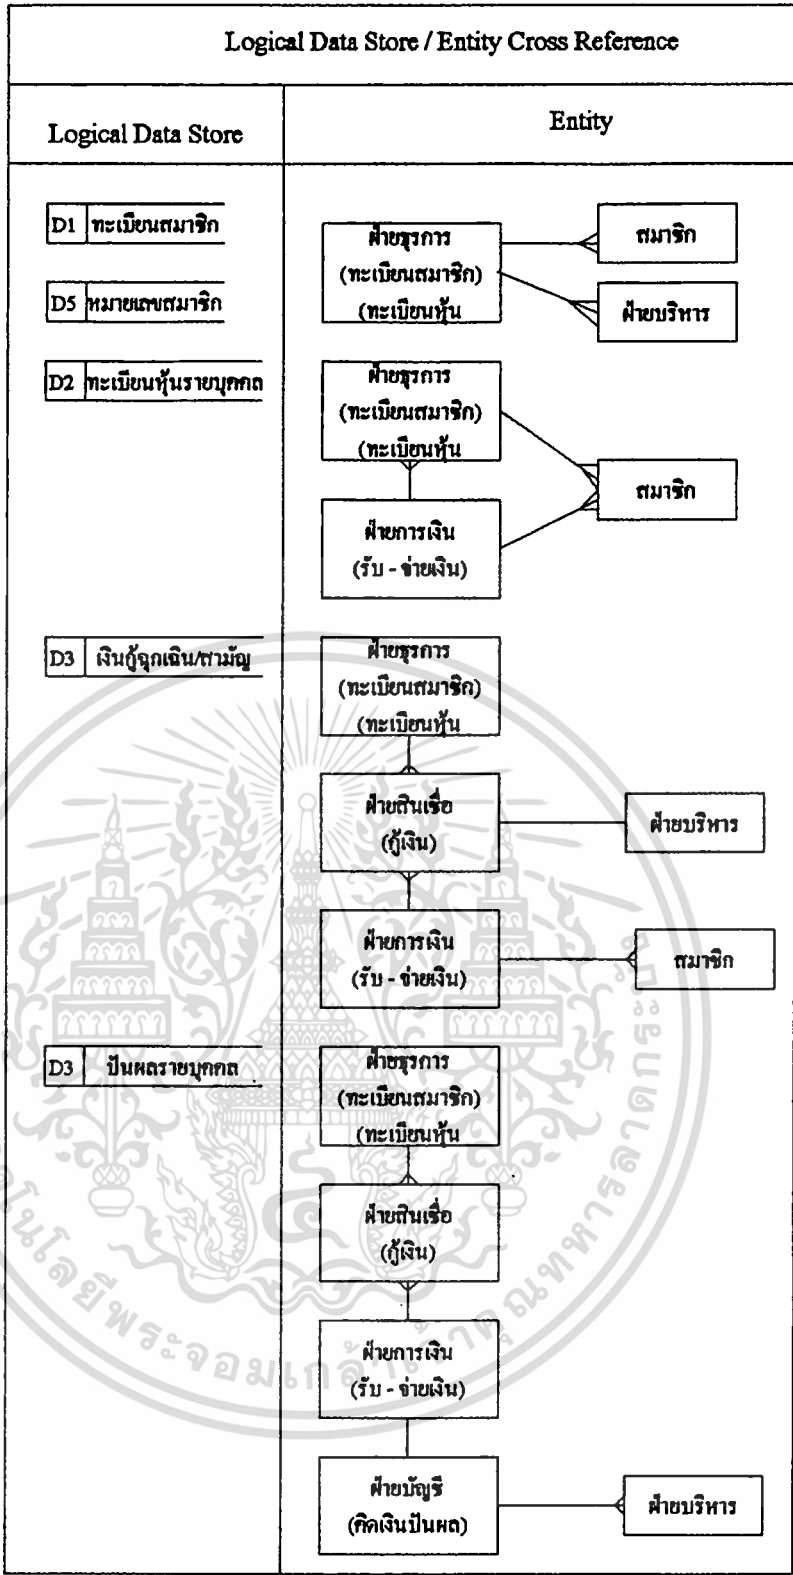 Logical Data Store / Entity Cross Reference
Logical Data Store
Entity
D1 ทะเบียนสมาชิก
D5 หมายเลขสมาชิก
ฝ่ายธุรการ
(ทะเบียนสมาชิก)
(ทะเบียนหุ้น
สมาชิก
ฝ่ายบริหาร
D2 ทะเบียนหุ้นรายบุคคล
ฝ่ายธุรการ
(ทะเบียนสมาชิก)
(ทะเบียนหุ้น
ฝ่ายการเงิน
(รับ - จ่ายเงิน)
สมาชิก
D3 เงินกู้ฉุกเฉิน/สามัญ
ฝ่ายธุรการ
(ทะเบียนสมาชิก)
(ทะเบียนหุ้น
ฝ่ายสินเชื่อ
(กู้เงิน)
ฝ่ายบริหาร
ฝ่ายการเงิน
(รับ - จ่ายเงิน)
สมาชิก
D3 ปันผลรายบุคคล
ฝ่ายธุรการ
(ทะเบียนสมาชิก)
(ทะเบียนหุ้น
ฝ่ายสินเชื่อ
(กู้เงิน)
ฝ่ายการเงิน
(รับ - จ่ายเงิน)
ฝ่ายบัญชี
(คิดเงินปันผล)
ฝ่ายบริหาร